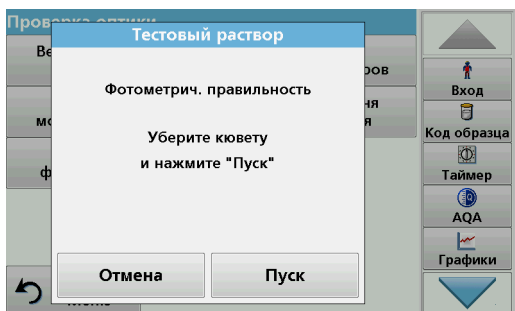 Проверка оптики
Тестовый раствор
Фотометрич. правильность
Уберите кювету
и нажмите "Пуск"
Отмена
Пуск
Вход
Код образца
Таймер
AQA
Графики